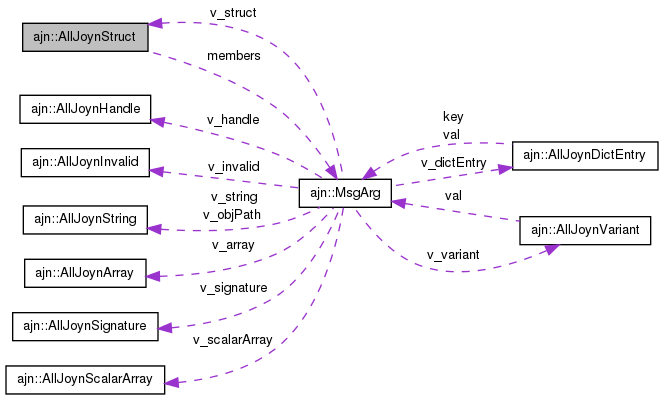 v_struct
ajn::AllJoynStruct
members
ajn::AllJoynHandle
v_handle
key
val
ajn::AllJoynInvalid
v_invalid
v_dictEntry
ajn::AllJoynDictEntry
ajn::MsgArg
v_string
v_objPath
val
ajn::AllJoynString
ajn::AllJoynVariant
v_array
v_variant
ajn::AllJoynArray
v_signature
ajn::AllJoynSignature
v_scalarArray
ajn::AllJoynScalarArray